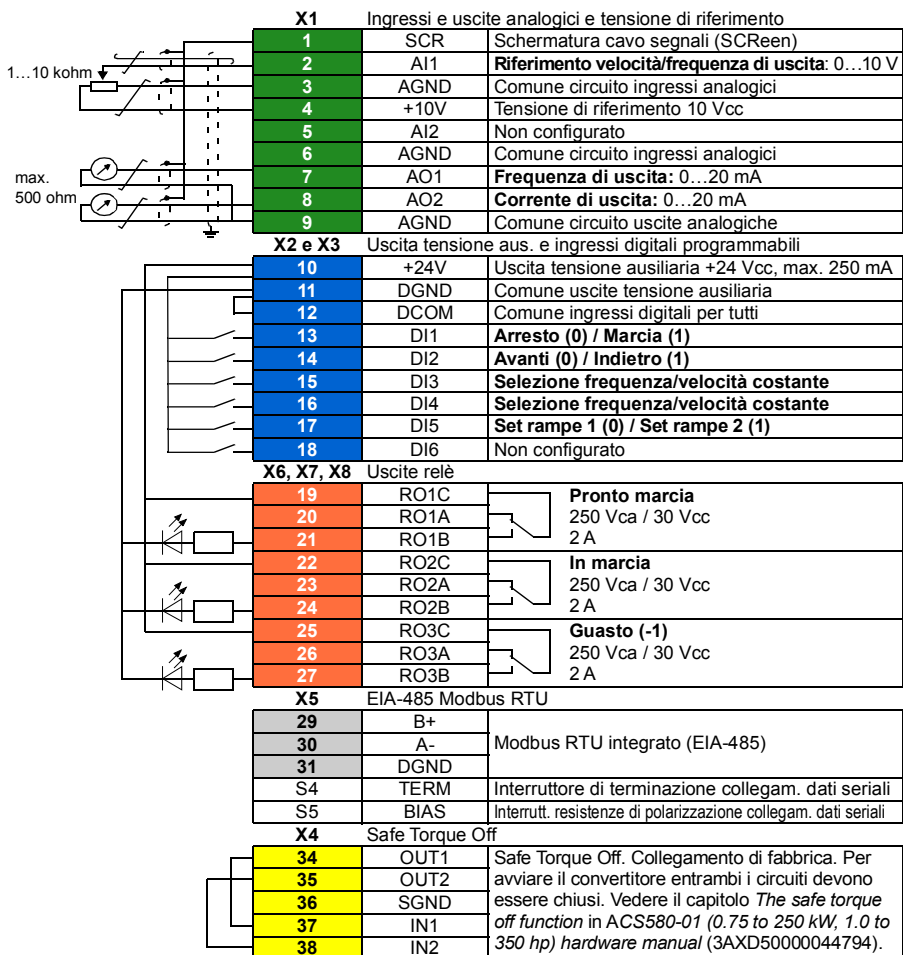 X1 Ingressi e uscite analogici e tensione di riferimento
1 SCR Schermatura cavo segnali (SCReen)
2 AI1 Riferimento velocità/frequenza di uscita: 0…10 V
1…10 kohm
3 AGND Comune circuito ingressi analogici
4 +10V Tensione di riferimento 10 Vcc
5 AI2 Non configurato
6 AGND Comune circuito ingressi analogici
max.
500 ohm
7 AO1 Frequenza di uscita: 0…20 mA
8 AO2 Corrente di uscita: 0…20 mA
9 AGND Comune circuito uscite analogiche
X2 e X3 Uscita tensione aus. e ingressi digitali programmabili
10 +24V Uscita tensione ausiliaria +24 Vcc, max. 250 mA
11 DGND Comune uscite tensione ausiliaria
12 DCOM Comune ingressi digitali per tutti
13 DI1 Arresto (0) / Marcia (1)
14 DI2 Avanti (0) / Indietro (1)
15 DI3 Selezione frequenza/velocità costante
16 DI4 Selezione frequenza/velocità costante
17 DI5 Set rampe 1 (0) / Set rampe 2 (1)
18 DI6 Non configurato
X6, X7, X8 Uscite relè
19 RO1C Pronto marcia
20 RO1A 250 Vca / 30 Vcc
21 RO1B 2 A
22 RO2C In marcia
23 RO2A 250 Vca / 30 Vcc
24 RO2B 2 A
25 RO3C Guasto (-1)
26 RO3A 250 Vca / 30 Vcc
27 RO3B 2 A
X5 EIA-485 Modbus RTU
29 B+
30 A- Modbus RTU integrato (EIA-485)
31 DGND
S4 TERM Interruttore di terminazione collegam. dati seriali
S5 BIAS Interrutt. resistenze di polarizzazione collegam. dati seriali
X4 Safe Torque Off
34 OUT1 Safe Torque Off. Collegamento di fabbrica. Per
35 OUT2 avviare il convertitore entrambi i circuiti devono
36 SGND essere chiusi. Vedere il capitolo The safe torque
37 IN1 off function in ACS580-01 (0.75 to 250 kW, 1.0 to
38 IN2 350 hp) hardware manual (3AXD50000044794).